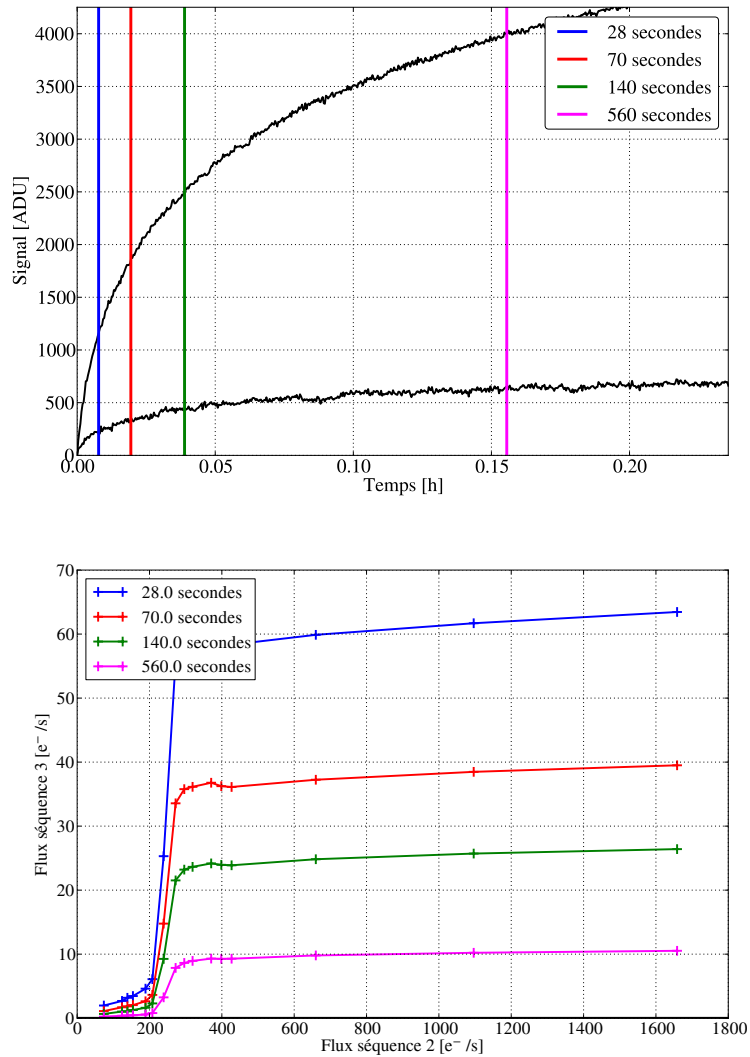 4000
3500
3000
2500
2000
1500
1000
500
0
Signal [ADU]
28 secondes
70 secondes
140 secondes
560 secondes
0.00 0.05 0.10 0.15 0.20
Temps [h]
70
60
50
40
30
20
10
0
Flux séquence 3 [e⁻ /s]
28.0 secondes
70.0 secondes
140.0 secondes
560.0 secondes
0 200 400 600 800 1000 1200 1400 1600 1800
Flux séquence 2 [e⁻ /s]